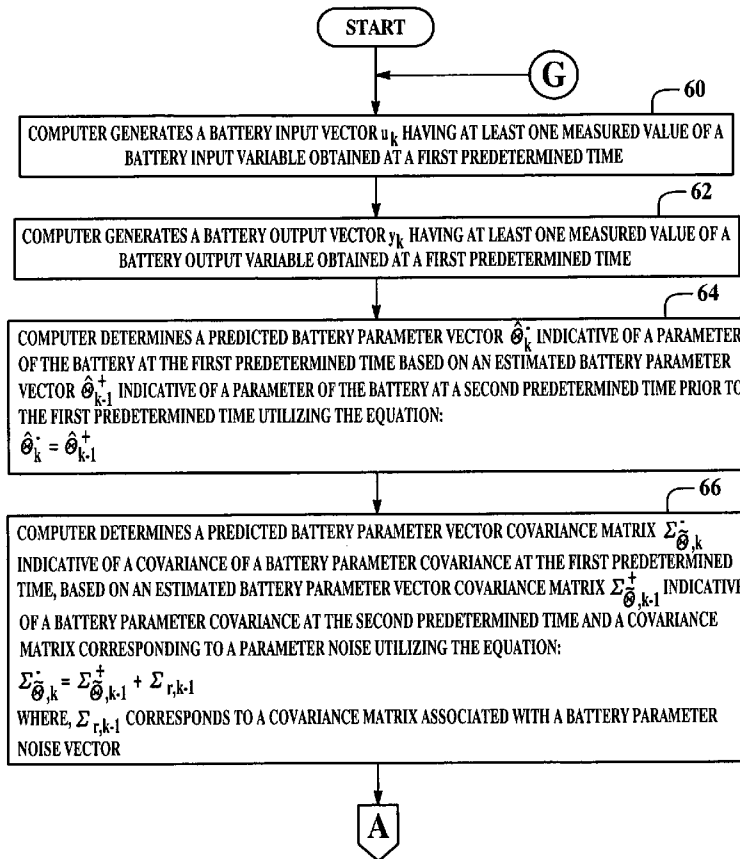 START
G
60
COMPUTER GENERATES A BATTERY INPUT VECTOR u_k HAVING AT LEAST ONE MEASURED VALUE OF A
BATTERY INPUT VARIABLE OBTAINED AT A FIRST PREDETERMINED TIME
62
COMPUTER GENERATES A BATTERY OUTPUT VECTOR y_k HAVING AT LEAST ONE MEASURED VALUE OF A
BATTERY OUTPUT VARIABLE OBTAINED AT A FIRST PREDETERMINED TIME
64
COMPUTER DETERMINES A PREDICTED BATTERY PARAMETER VECTOR Θ̂_k^- INDICATIVE OF A PARAMETER
OF THE BATTERY AT THE FIRST PREDETERMINED TIME BASED ON AN ESTIMATED BATTERY PARAMETER
VECTOR Θ̂_{k-1}^+ INDICATIVE OF A PARAMETER OF THE BATTERY AT A SECOND PREDETERMINED TIME PRIOR TO
THE FIRST PREDETERMINED TIME UTILIZING THE EQUATION:
Θ̂_k^- = Θ̂_{k-1}^+
66
COMPUTER DETERMINES A PREDICTED BATTERY PARAMETER VECTOR COVARIANCE MATRIX Σ_{Θ̃,k}^-
INDICATIVE OF A COVARIANCE OF A BATTERY PARAMETER COVARIANCE AT THE FIRST PREDETERMINED
TIME, BASED ON AN ESTIMATED BATTERY PARAMETER VECTOR COVARIANCE MATRIX Σ_{Θ̃,k-1}^+ INDICATIVE
OF A BATTERY PARAMETER COVARIANCE AT THE SECOND PREDETERMINED TIME AND A COVARIANCE
MATRIX CORRESPONDING TO A PARAMETER NOISE UTILIZING THE EQUATION:
Σ_{Θ̃,k}^- = Σ_{Θ̃,k-1}^+ + Σ_{r,k-1}
WHERE, Σ_{r,k-1} CORRESPONDS TO A COVARIANCE MATRIX ASSOCIATED WITH A BATTERY PARAMETER
NOISE VECTOR
A